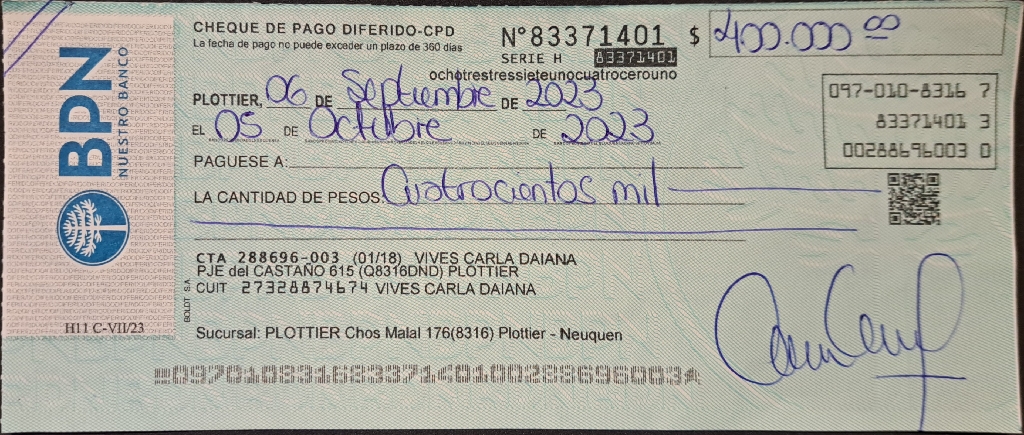 BPN
NUESTRO BANCO
H11 C-VII/23
BOLDT S.A
CHEQUE DE PAGO DIFERIDO-CPD
La fecha de pago no puede exceder un plazo de 360 días
N°83371401
SERIE H 83371401
ochotrestressieteunocuatrocerouno
$ 400.000 00
PLOTTIER, 06 DE Septiembre DE 2023
EL 05 DE Octubre DE 2023
097-010-8316 7
83371401 3
00288696003 0
PAGUESE A:
LA CANTIDAD DE PESOS Cuatrocientos mil
CTA 288696-003 (01/18) VIVES CARLA DAIANA
PJE del CASTAÑO 615 (Q8316DND) PLOTTIER
CUIT 27328874674 VIVES CARLA DAIANA
Sucursal: PLOTTIER Chos Malal 176(8316) Plottier - Neuquen
09701083168337140100288696003